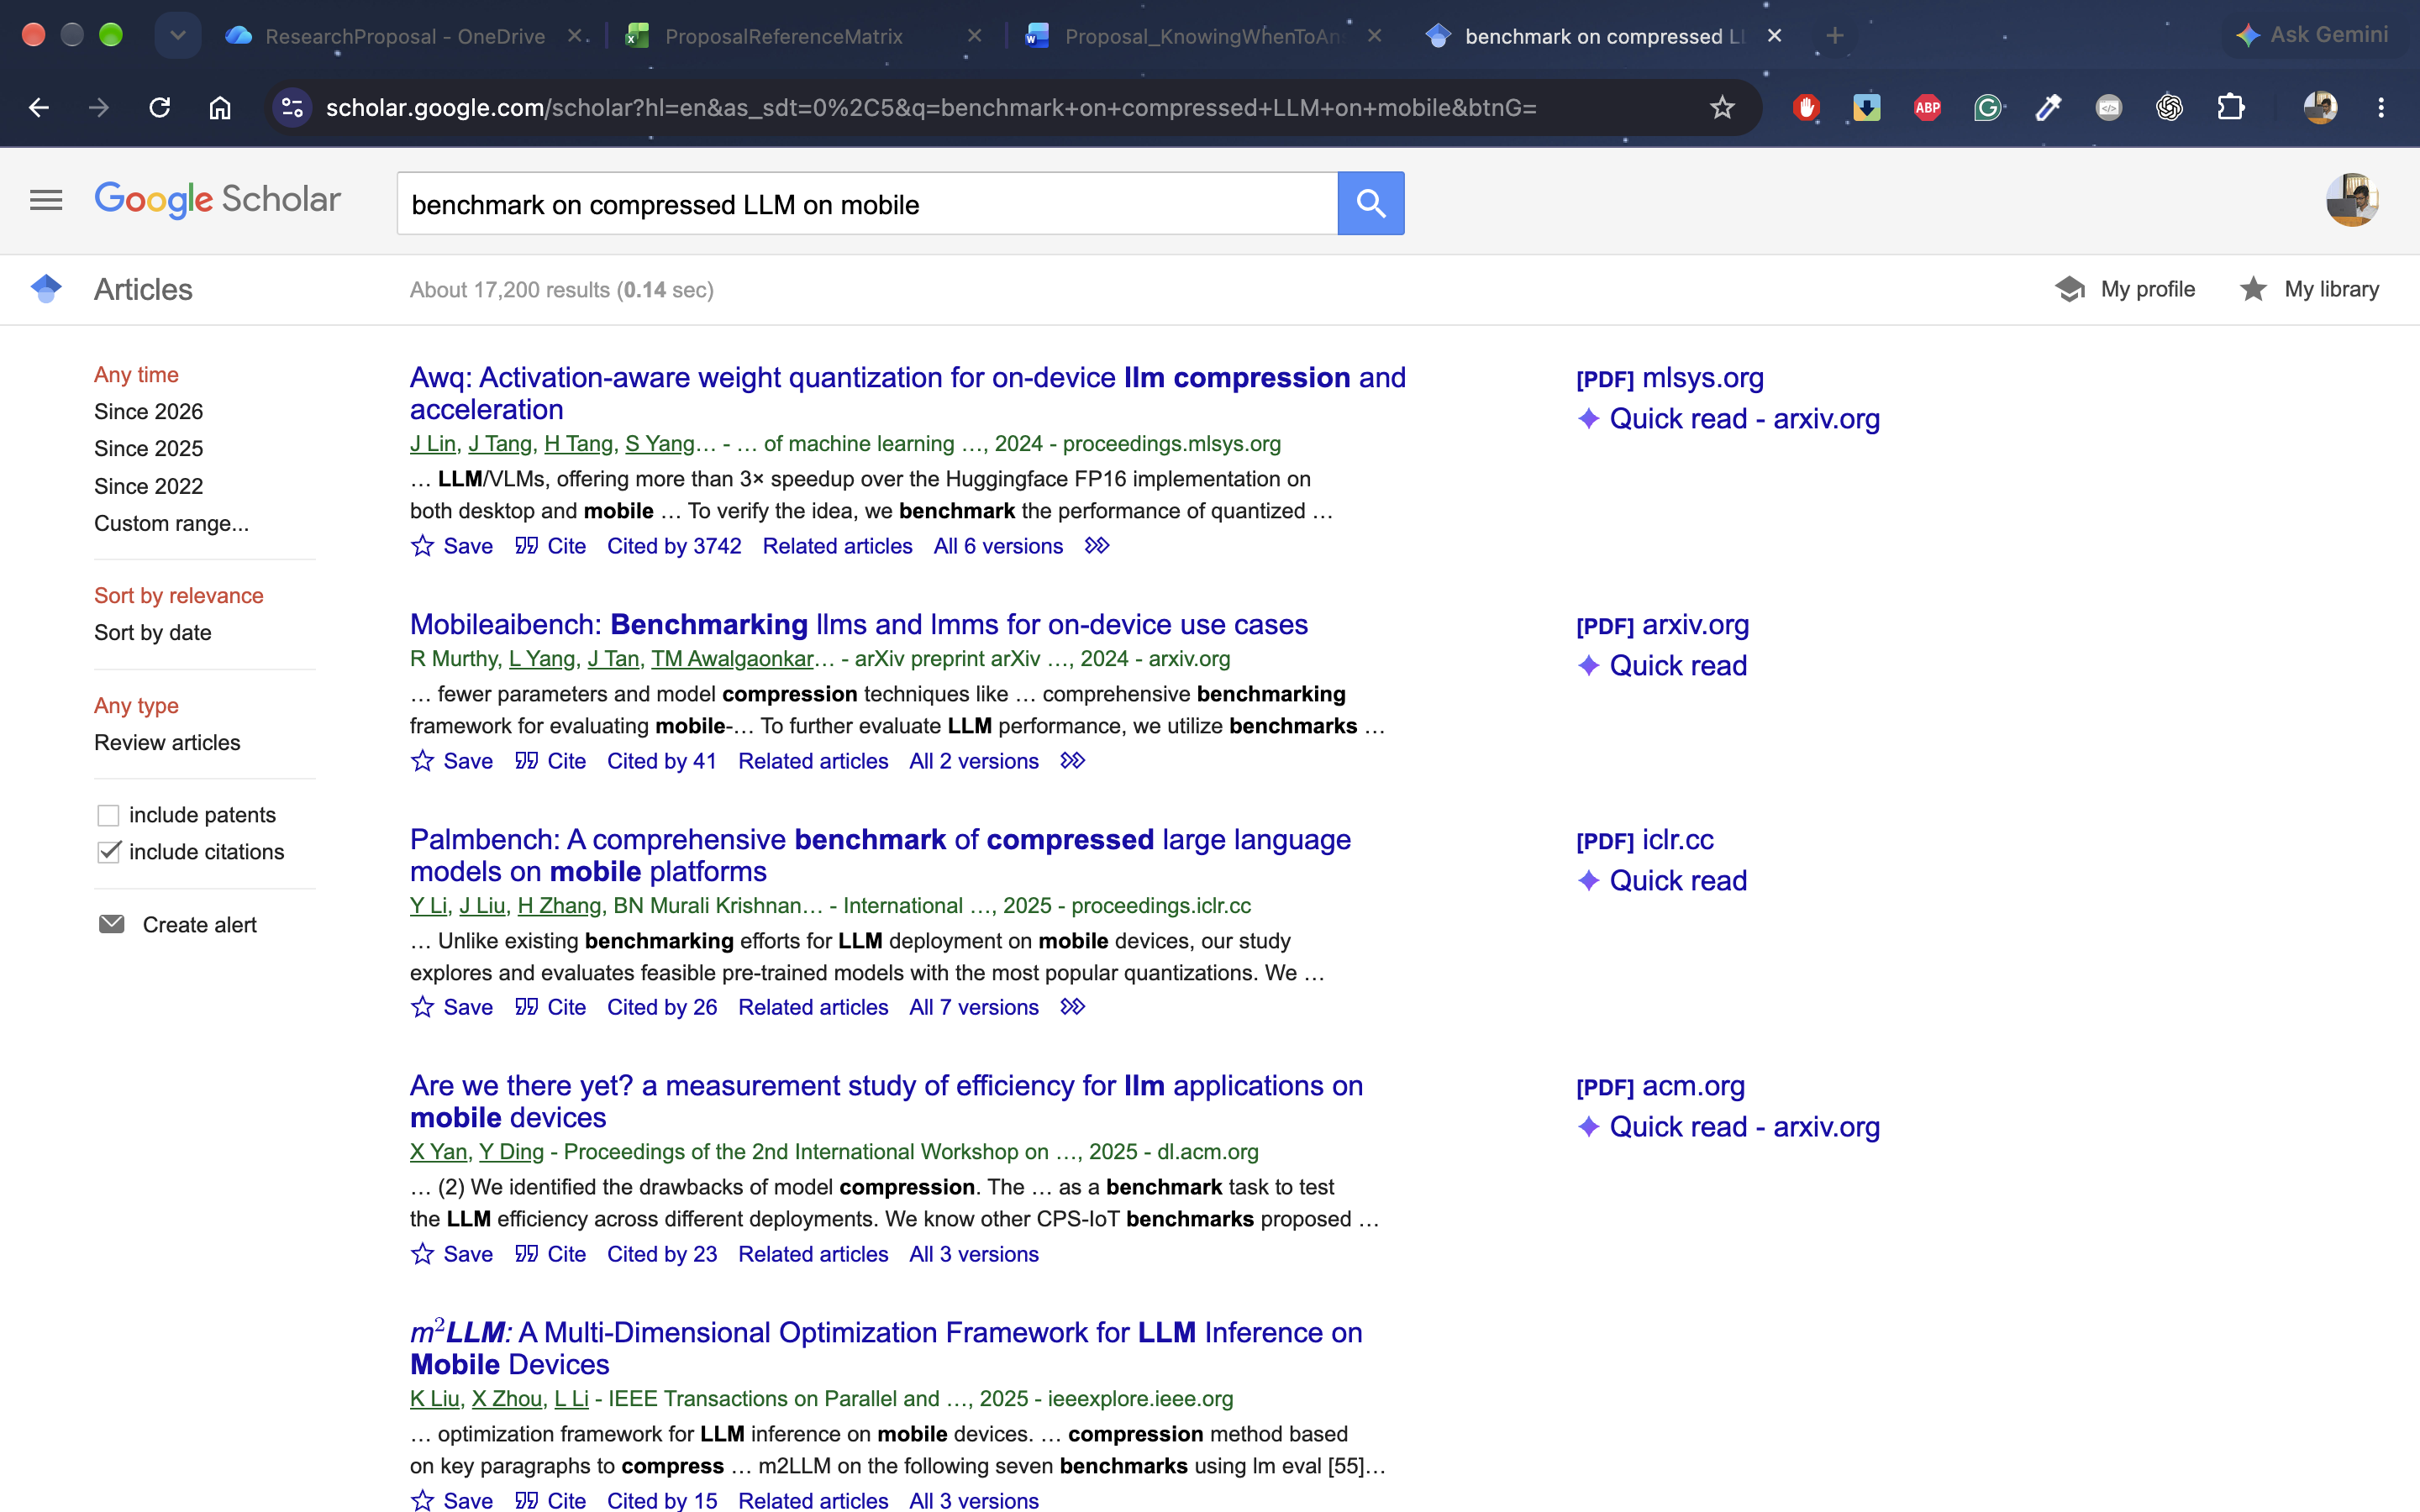 ResearchProposal - OneDrive
ProposalReferenceMatrix
Proposal_KnowingWhenToAn
benchmark on compressed LL
Ask Gemini
scholar.google.com/scholar?hl=en&as_sdt=0%2C5&q=benchmark+on+compressed+LLM+on+mobile&btnG=
ABP
Google Scholar
benchmark on compressed LLM on mobile
Articles
About 17,200 results (0.14 sec)
My profile
My library
Any time
Since 2026
Since 2025
Since 2022
Custom range...
Sort by relevance
Sort by date
Any type
Review articles
include patents
include citations
Create alert
Awq: Activation-aware weight quantization for on-device llm compression and
acceleration
J Lin, J Tang, H Tang, S Yang… - … of machine learning …, 2024 - proceedings.mlsys.org
… LLM/VLMs, offering more than 3× speedup over the Huggingface FP16 implementation on
both desktop and mobile … To verify the idea, we benchmark the performance of quantized …
Save Cite Cited by 3742 Related articles All 6 versions
[PDF] mlsys.org
Quick read - arxiv.org
Mobileaibench: Benchmarking llms and lmms for on-device use cases
R Murthy, L Yang, J Tan, TM Awalgaonkar… - arXiv preprint arXiv …, 2024 - arxiv.org
… fewer parameters and model compression techniques like … comprehensive benchmarking
framework for evaluating mobile-… To further evaluate LLM performance, we utilize benchmarks …
Save Cite Cited by 41 Related articles All 2 versions
[PDF] arxiv.org
Quick read
Palmbench: A comprehensive benchmark of compressed large language
models on mobile platforms
Y Li, J Liu, H Zhang, BN Murali Krishnan… - International …, 2025 - proceedings.iclr.cc
… Unlike existing benchmarking efforts for LLM deployment on mobile devices, our study
explores and evaluates feasible pre-trained models with the most popular quantizations. We …
Save Cite Cited by 26 Related articles All 7 versions
[PDF] iclr.cc
Quick read
Are we there yet? a measurement study of efficiency for llm applications on
mobile devices
X Yan, Y Ding - Proceedings of the 2nd International Workshop on …, 2025 - dl.acm.org
… (2) We identified the drawbacks of model compression. The … as a benchmark task to test
the LLM efficiency across different deployments. We know other CPS-IoT benchmarks proposed …
Save Cite Cited by 23 Related articles All 3 versions
[PDF] acm.org
Quick read - arxiv.org
m²LLM: A Multi-Dimensional Optimization Framework for LLM Inference on
Mobile Devices
K Liu, X Zhou, L Li - IEEE Transactions on Parallel and …, 2025 - ieeexplore.ieee.org
… optimization framework for LLM inference on mobile devices. … compression method based
on key paragraphs to compress … m2LLM on the following seven benchmarks using lm eval [55]…
Save Cite Cited by 15 Related articles All 3 versions